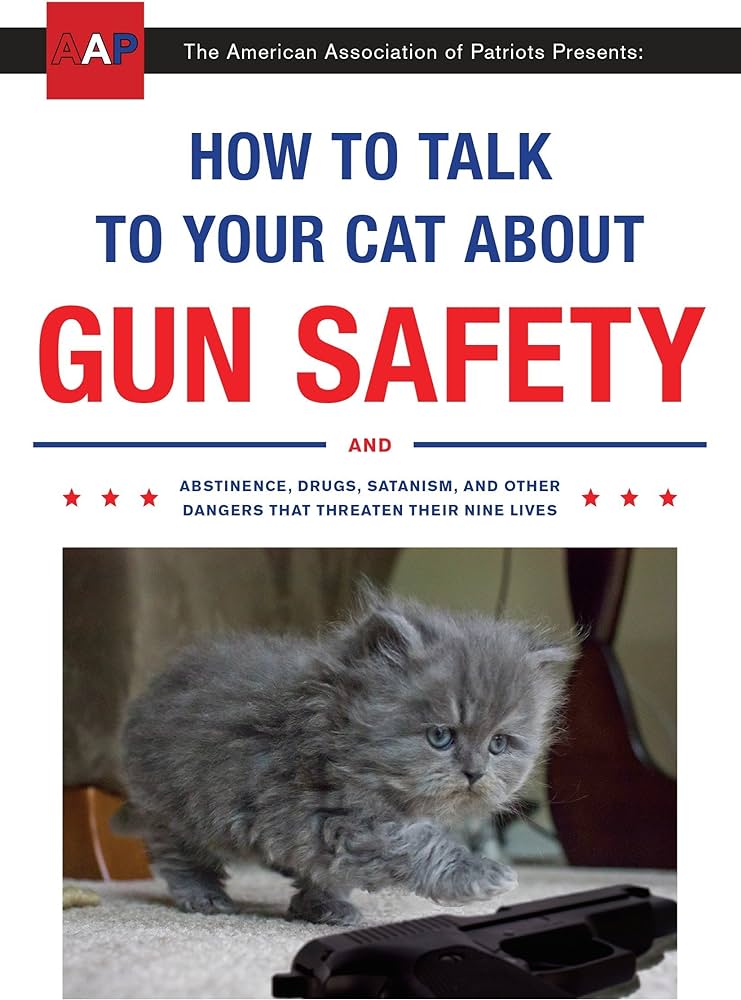 AAP
The American Association of Patriots Presents:
HOW TO TALK
TO YOUR CAT ABOUT
GUN SAFETY
AND
ABSTINENCE, DRUGS, SATANISM, AND OTHER
DANGERS THAT THREATEN THEIR NINE LIVES